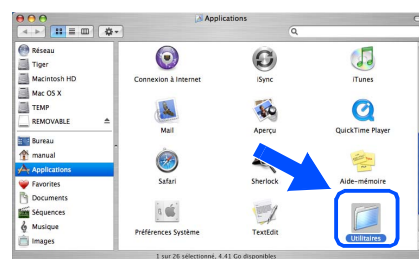 Applications
Réseau
Tiger
Macintosh HD
Mac OS X
TEMP
REMOVABLE
Bureau
manual
Applications
Favorites
Documents
Séquences
Musique
Images
Connexion à Internet
iSync
iTunes
Mail
Aperçu
QuickTime Player
Safari
Sherlock
Aide-mémoire
Préférences Système
TextEdit
Utilitaires
1 sur 26 sélectionné, 4.41 Go disponibles